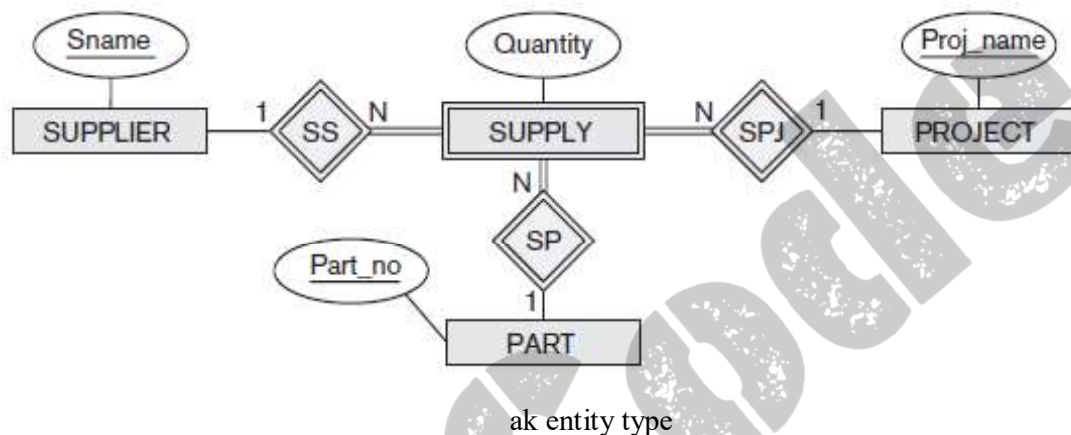 Sname
Quantity
Proj_name
SUPPLIER 1 SS N SUPPLY N SPJ 1 PROJECT
N
SP
Part_no
1
PART
ak entity type